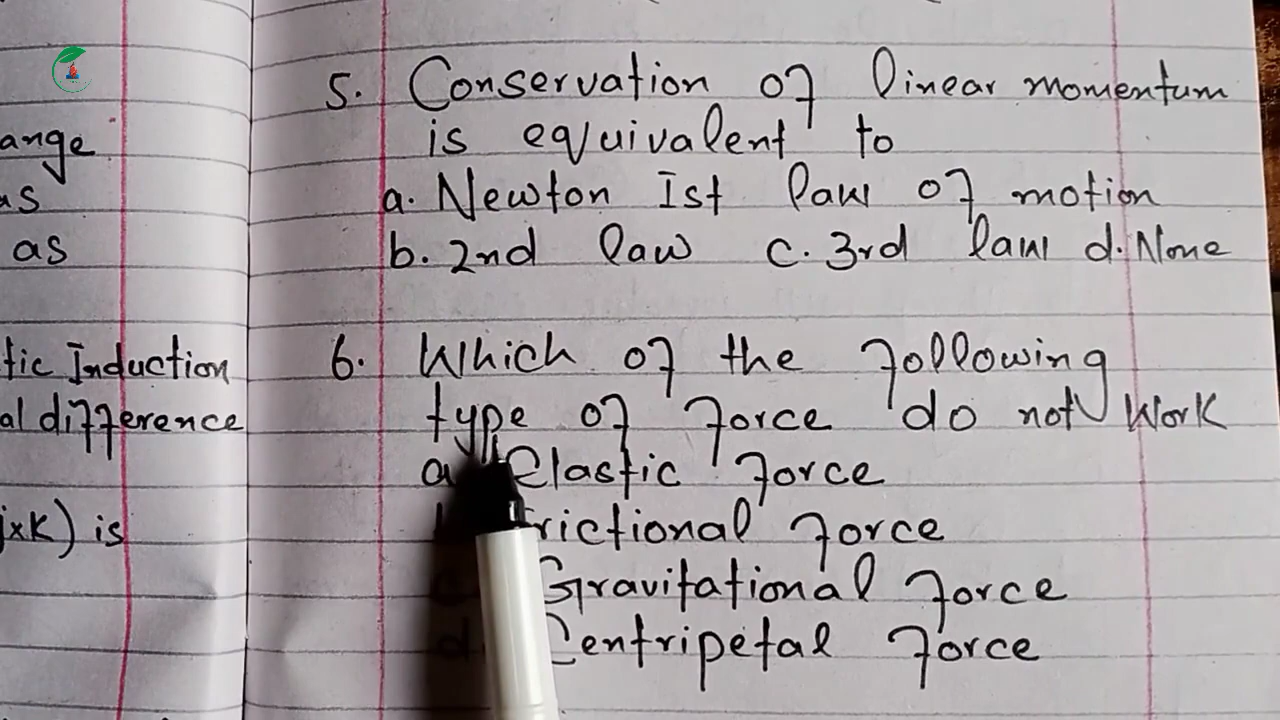 ange
as
as
tic Induction
al difference
j×K) is
5. Conservation of linear momentum
is equivalent to
a. Newton Ist law of motion
b. 2nd law c. 3rd law d. None
6. Which of the following
type of force do not work
a Elastic force
rictional force
Gravitational force
d. Centripetal force